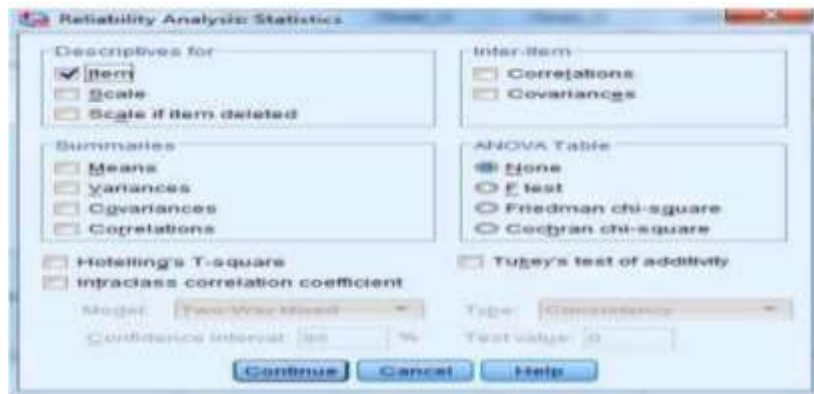 Reliability Analysis: Statistics
Descriptives for
Item
Scale
Scale if item deleted
Inter-Item
Correlations
Covariances
Summaries
Means
Variances
Covariances
Correlations
ANOVA Table
None
F test
Friedman chi-square
Cochran chi-square
Hotelling's T-square
Tukey's test of additivity
Intraclass correlation coefficient
Model: Two-Way Mixed
Type: Consistency
Confidence interval: %
Test value: 0
Continue
Cancel
Help